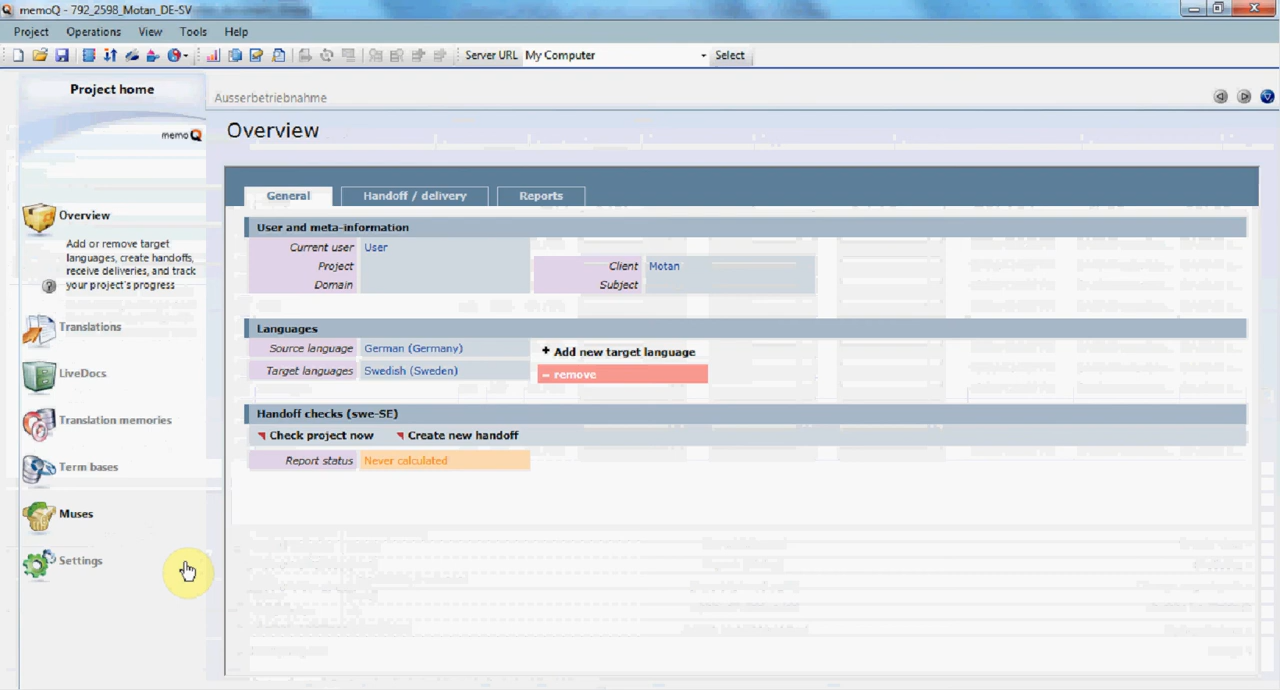 memoQ - 792_2598_Motan_DE-SV
Project Operations View Tools Help
Server URL My Computer Select
Project home
memoQ
Ausserbetriebnahme
Overview
Overview
Add or remove target
languages, create handoffs,
receive deliveries, and track
your project's progress
Translations
LiveDocs
Translation memories
Term bases
Muses
Settings
General Handoff / delivery Reports
User and meta-information
Current user User
Project Client Motan
Domain Subject
Languages
Source language German (Germany) + Add new target language
Target languages Swedish (Sweden) - remove
Handoff checks (swe-SE)
Check project now Create new handoff
Report status Never calculated